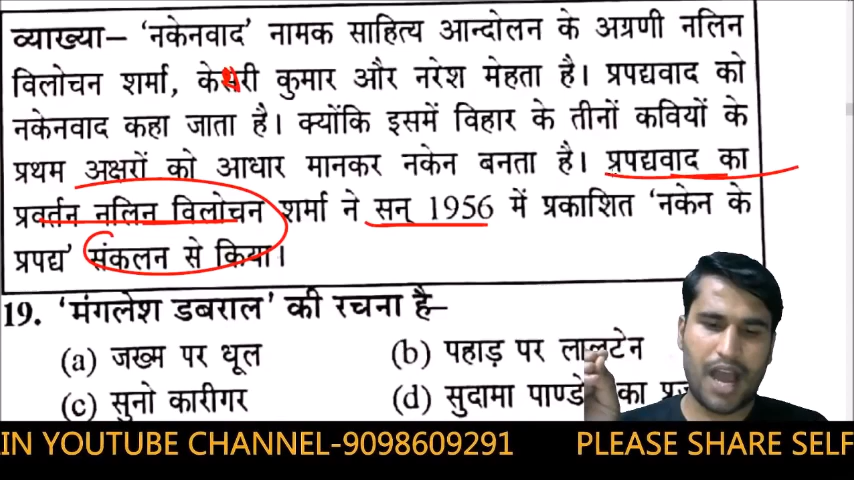 व्याख्या– 'नकेनवाद' नामक साहित्य आन्दोलन के अग्रणी नलिन
विलोचन शर्मा, केसरी कुमार और नरेश मेहता है। प्रपद्यवाद को
नकेनवाद कहा जाता है। क्योंकि इसमें विहार के तीनों कवियों के
प्रथम अक्षरों को आधार मानकर नकेन बनता है। प्रपद्यवाद का
प्रवर्तन नलिन विलोचन शर्मा ने सन् 1956 में प्रकाशित 'नकेन के
प्रपद्य' संकलन से किया।
19. 'मंगलेश डबराल' की रचना है–
(a) जख्म पर धूल (b) पहाड़ पर लालटेन
(c) सुनो कारीगर (d) सुदामा का
IN YOUTUBE CHANNEL-9098609291 PLEASE SHARE SELF